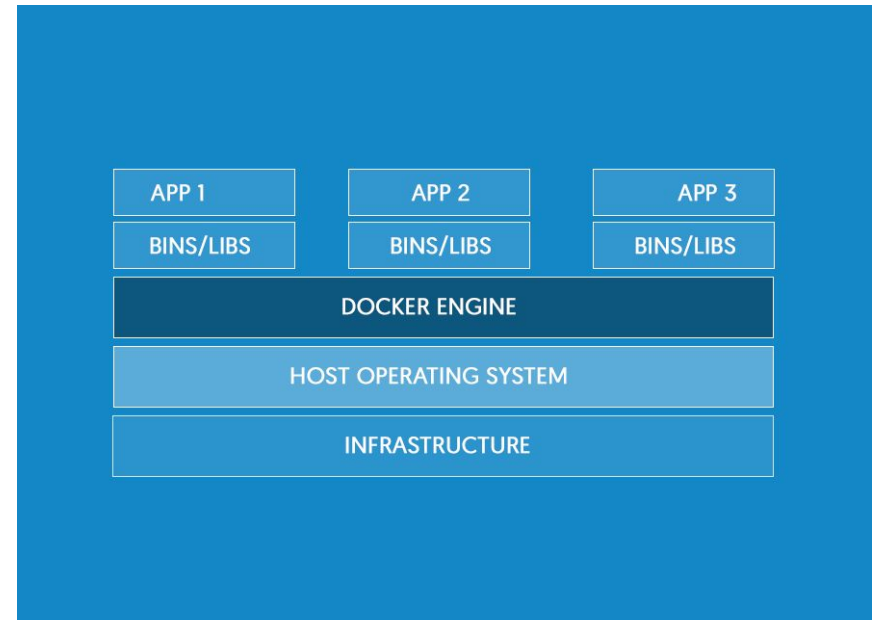 APP 1 APP 2 APP 3
BINS/LIBS BINS/LIBS BINS/LIBS
DOCKER ENGINE
HOST OPERATING SYSTEM
INFRASTRUCTURE